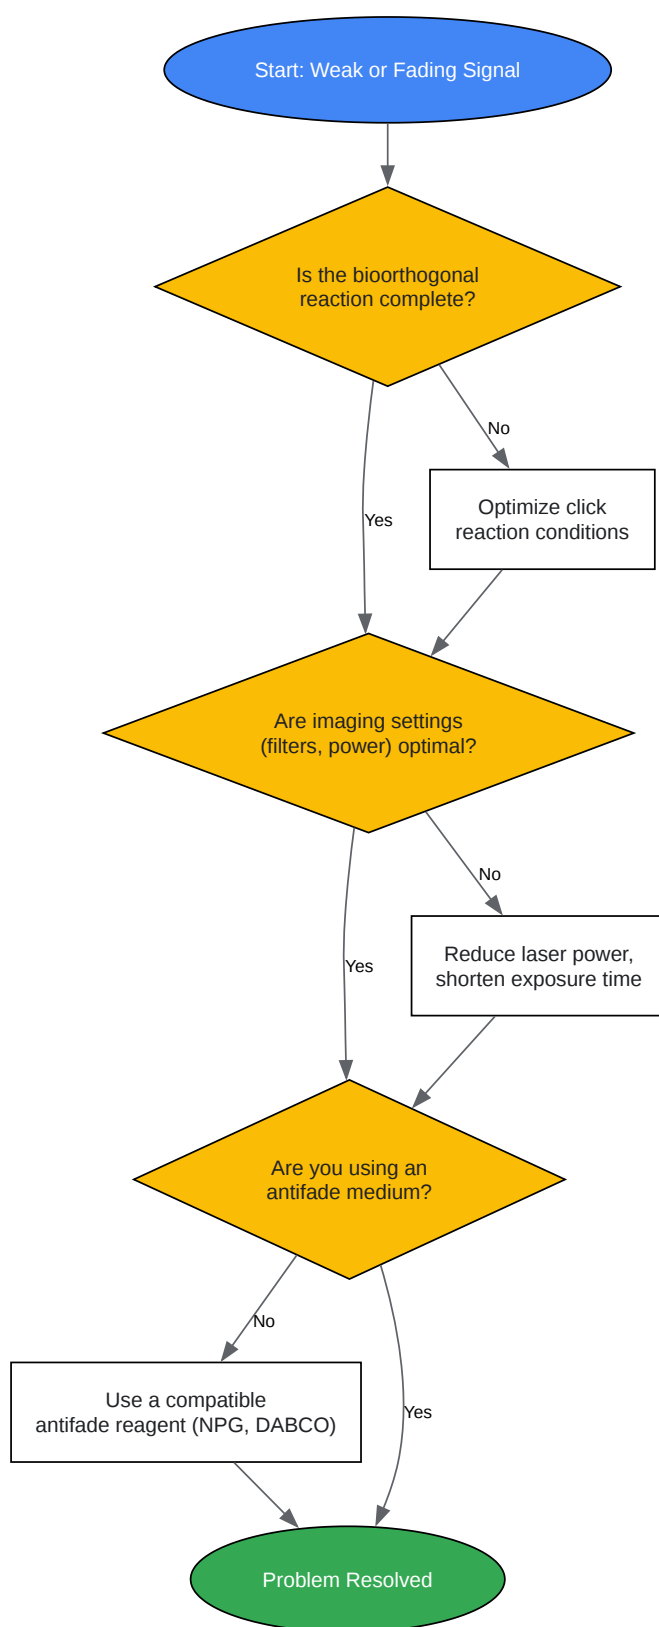 Start: Weak or Fading Signal
Is the bioorthogonal
reaction complete?
No
Optimize click
reaction conditions
Yes
Are imaging settings
(filters, power) optimal?
No
Reduce laser power,
shorten exposure time
Yes
Are you using an
antifade medium?
No
Use a compatible
antifade reagent (NPG, DABCO)
Yes
Problem Resolved